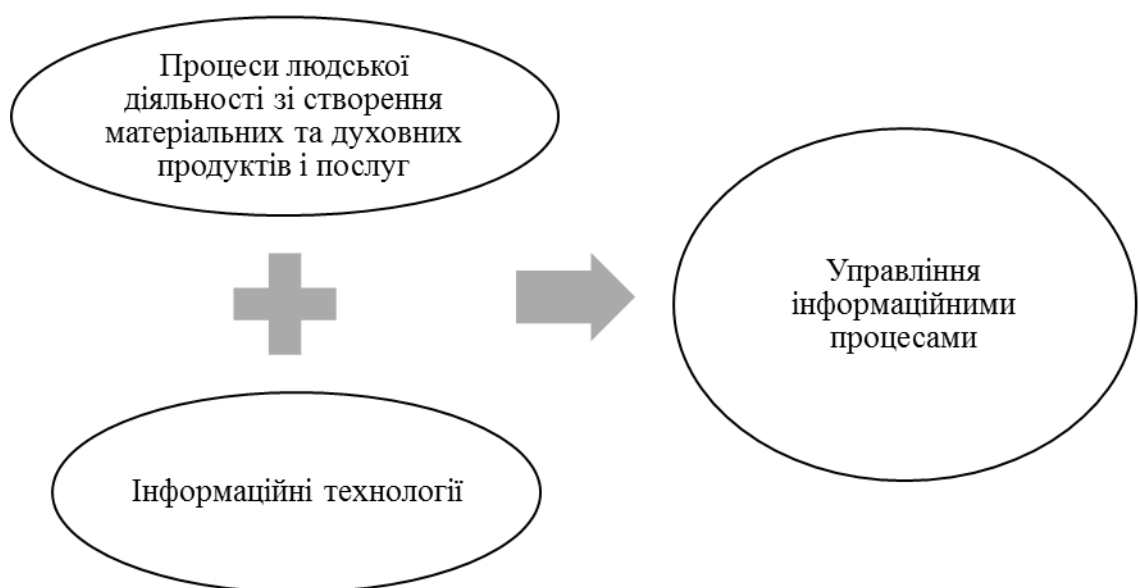 Процеси людської
діяльності зі створення
матеріальних та духовних
продуктів і послуг
Управління
інформаційними
процесами
Інформаційні технології